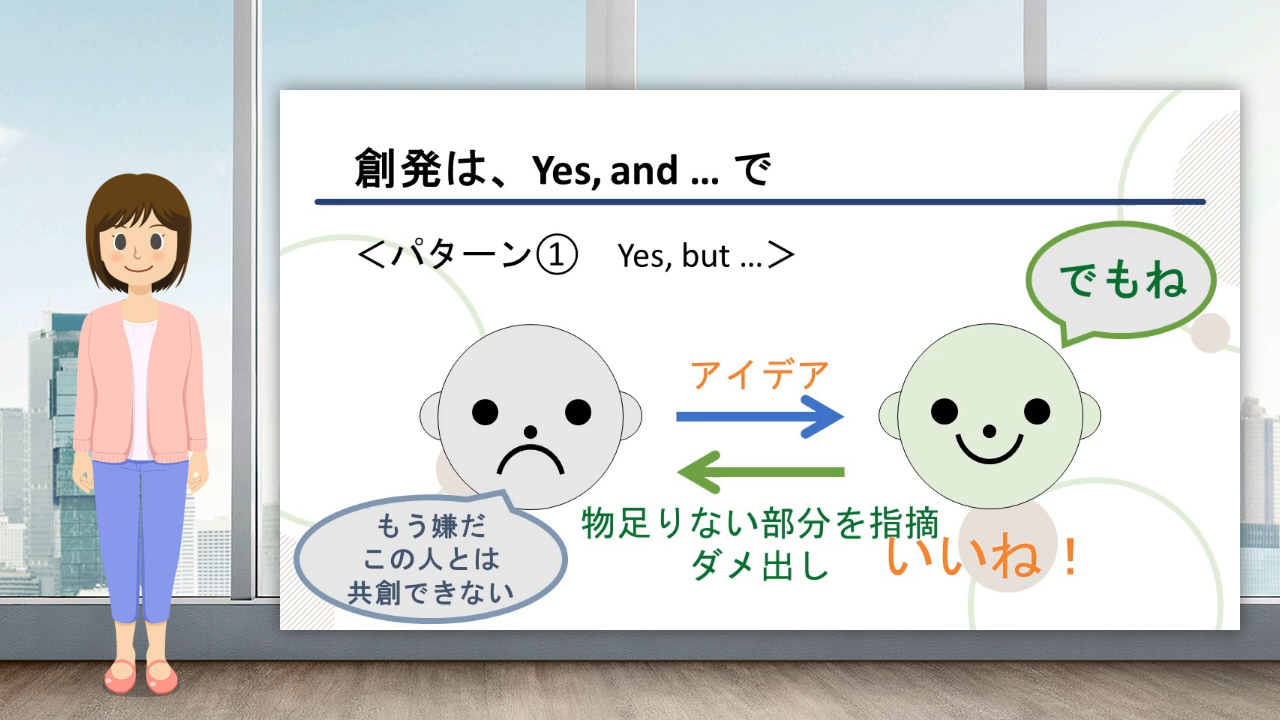 創発は、Yes, and … で
＜パターン①　Yes, but …＞
でもね
アイデア
物足りない部分を指摘
ダメ出し
いいね！
もう嫌だ
この人とは
共創できない